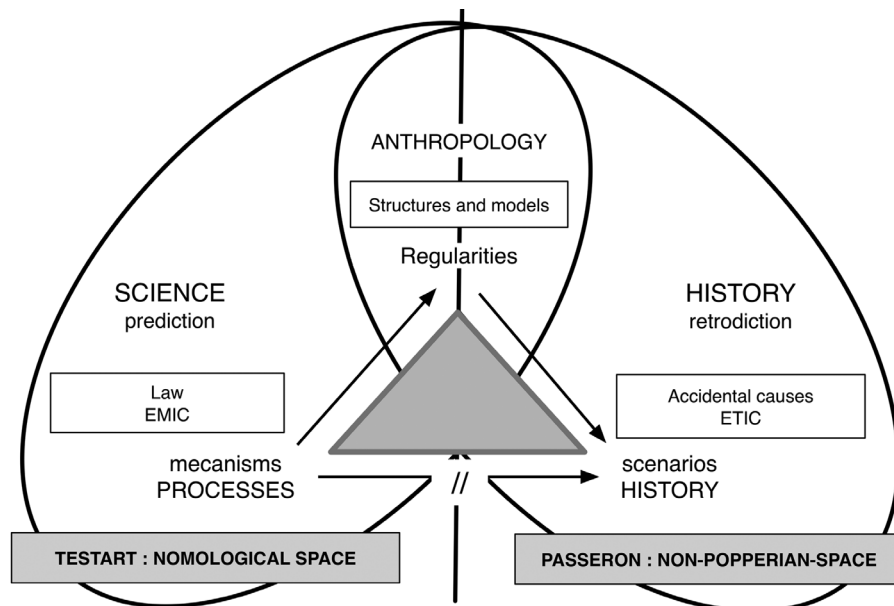 ANTHROPOLOGY
Structures and models
Regularities
SCIENCE
prediction
HISTORY
retrodiction
Law
EMIC
Accidental causes
ETIC
mecanisms
PROCESSES
//
scenarios
HISTORY
TESTART : NOMOLOGICAL SPACE
PASSERON : NON-POPPERIAN-SPACE